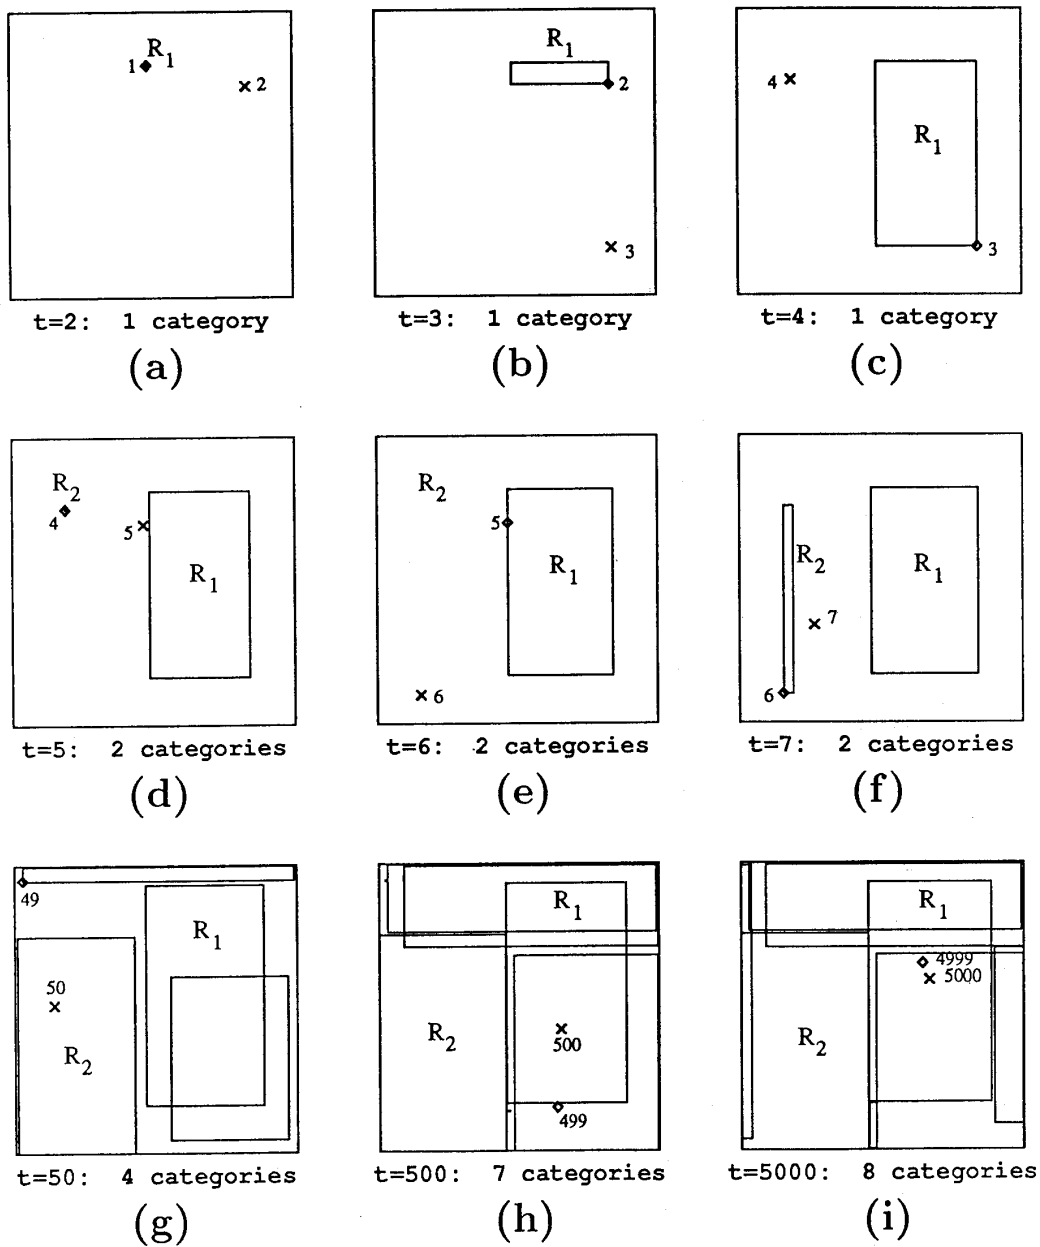 R1
1
2
t=2: 1 category
(a)
R1
2
3
t=3: 1 category
(b)
4
R1
3
t=4: 1 category
(c)
R2
4
5
R1
t=5: 2 categories
(d)
R2
5
R1
6
t=6: 2 categories
(e)
R2
R1
7
6
t=7: 2 categories
(f)
49
R1
50
R2
t=50: 4 categories
(g)
R1
R2
500
499
t=500: 7 categories
(h)
R1
4999
5000
R2
t=5000: 8 categories
(i)